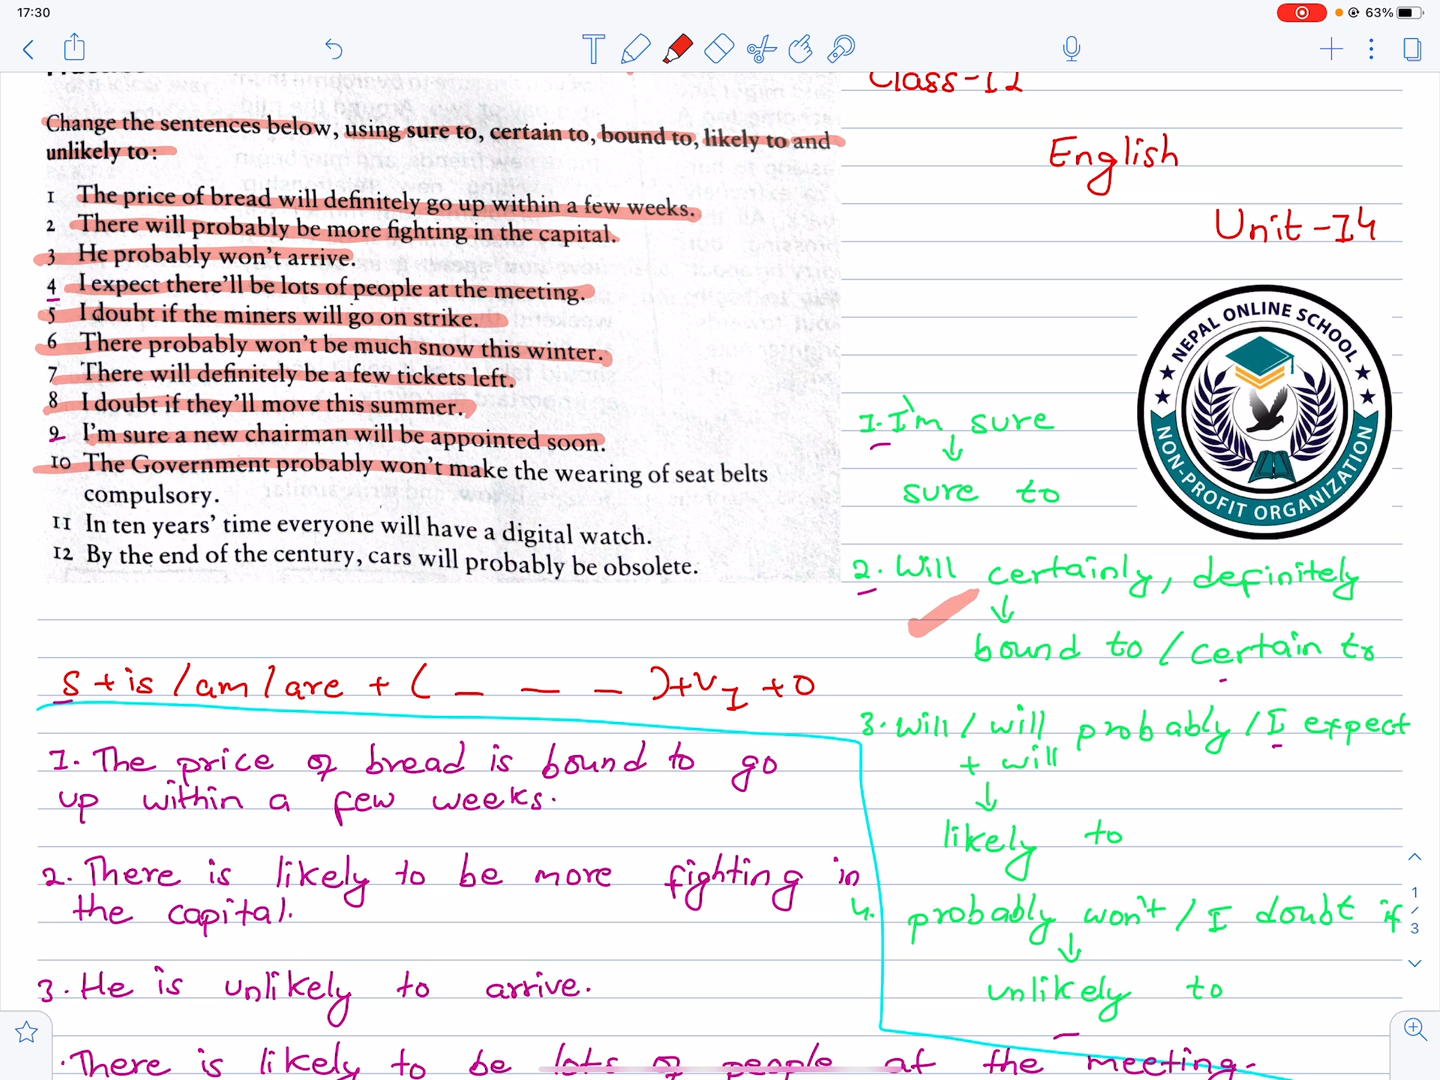 17:30
63%
Change the sentences below, using sure to, certain to, bound to, likely to and
unlikely to:
1 The price of bread will definitely go up within a few weeks.
2 There will probably be more fighting in the capital.
3 He probably won't arrive.
4 I expect there'll be lots of people at the meeting.
5 I doubt if the miners will go on strike.
6 There probably won't be much snow this winter.
7 There will definitely be a few tickets left.
8 I doubt if they'll move this summer.
9 I'm sure a new chairman will be appointed soon.
10 The Government probably won't make the wearing of seat belts
compulsory.
11 In ten years' time everyone will have a digital watch.
12 By the end of the century, cars will probably be obsolete.
S + is / am / are + ( _ _ _ ) + V1 + O
1. The price of bread is bound to go
up within a few weeks.
2. There is likely to be more fighting in
the capital.
3. He is unlikely to arrive.
. There is likely to be lots of people at the meeting.
Class-12
English
Unit-14
NEPAL ONLINE SCHOOL
NON-PROFIT ORGANIZATION
1. I'm sure
↓
sure to
2. Will certainly, definitely
↓
bound to / certain to
3. Will / will probably / I expect
+ will
↓
likely to
4. probably won't / I doubt if
↓
unlikely to
1
/
3